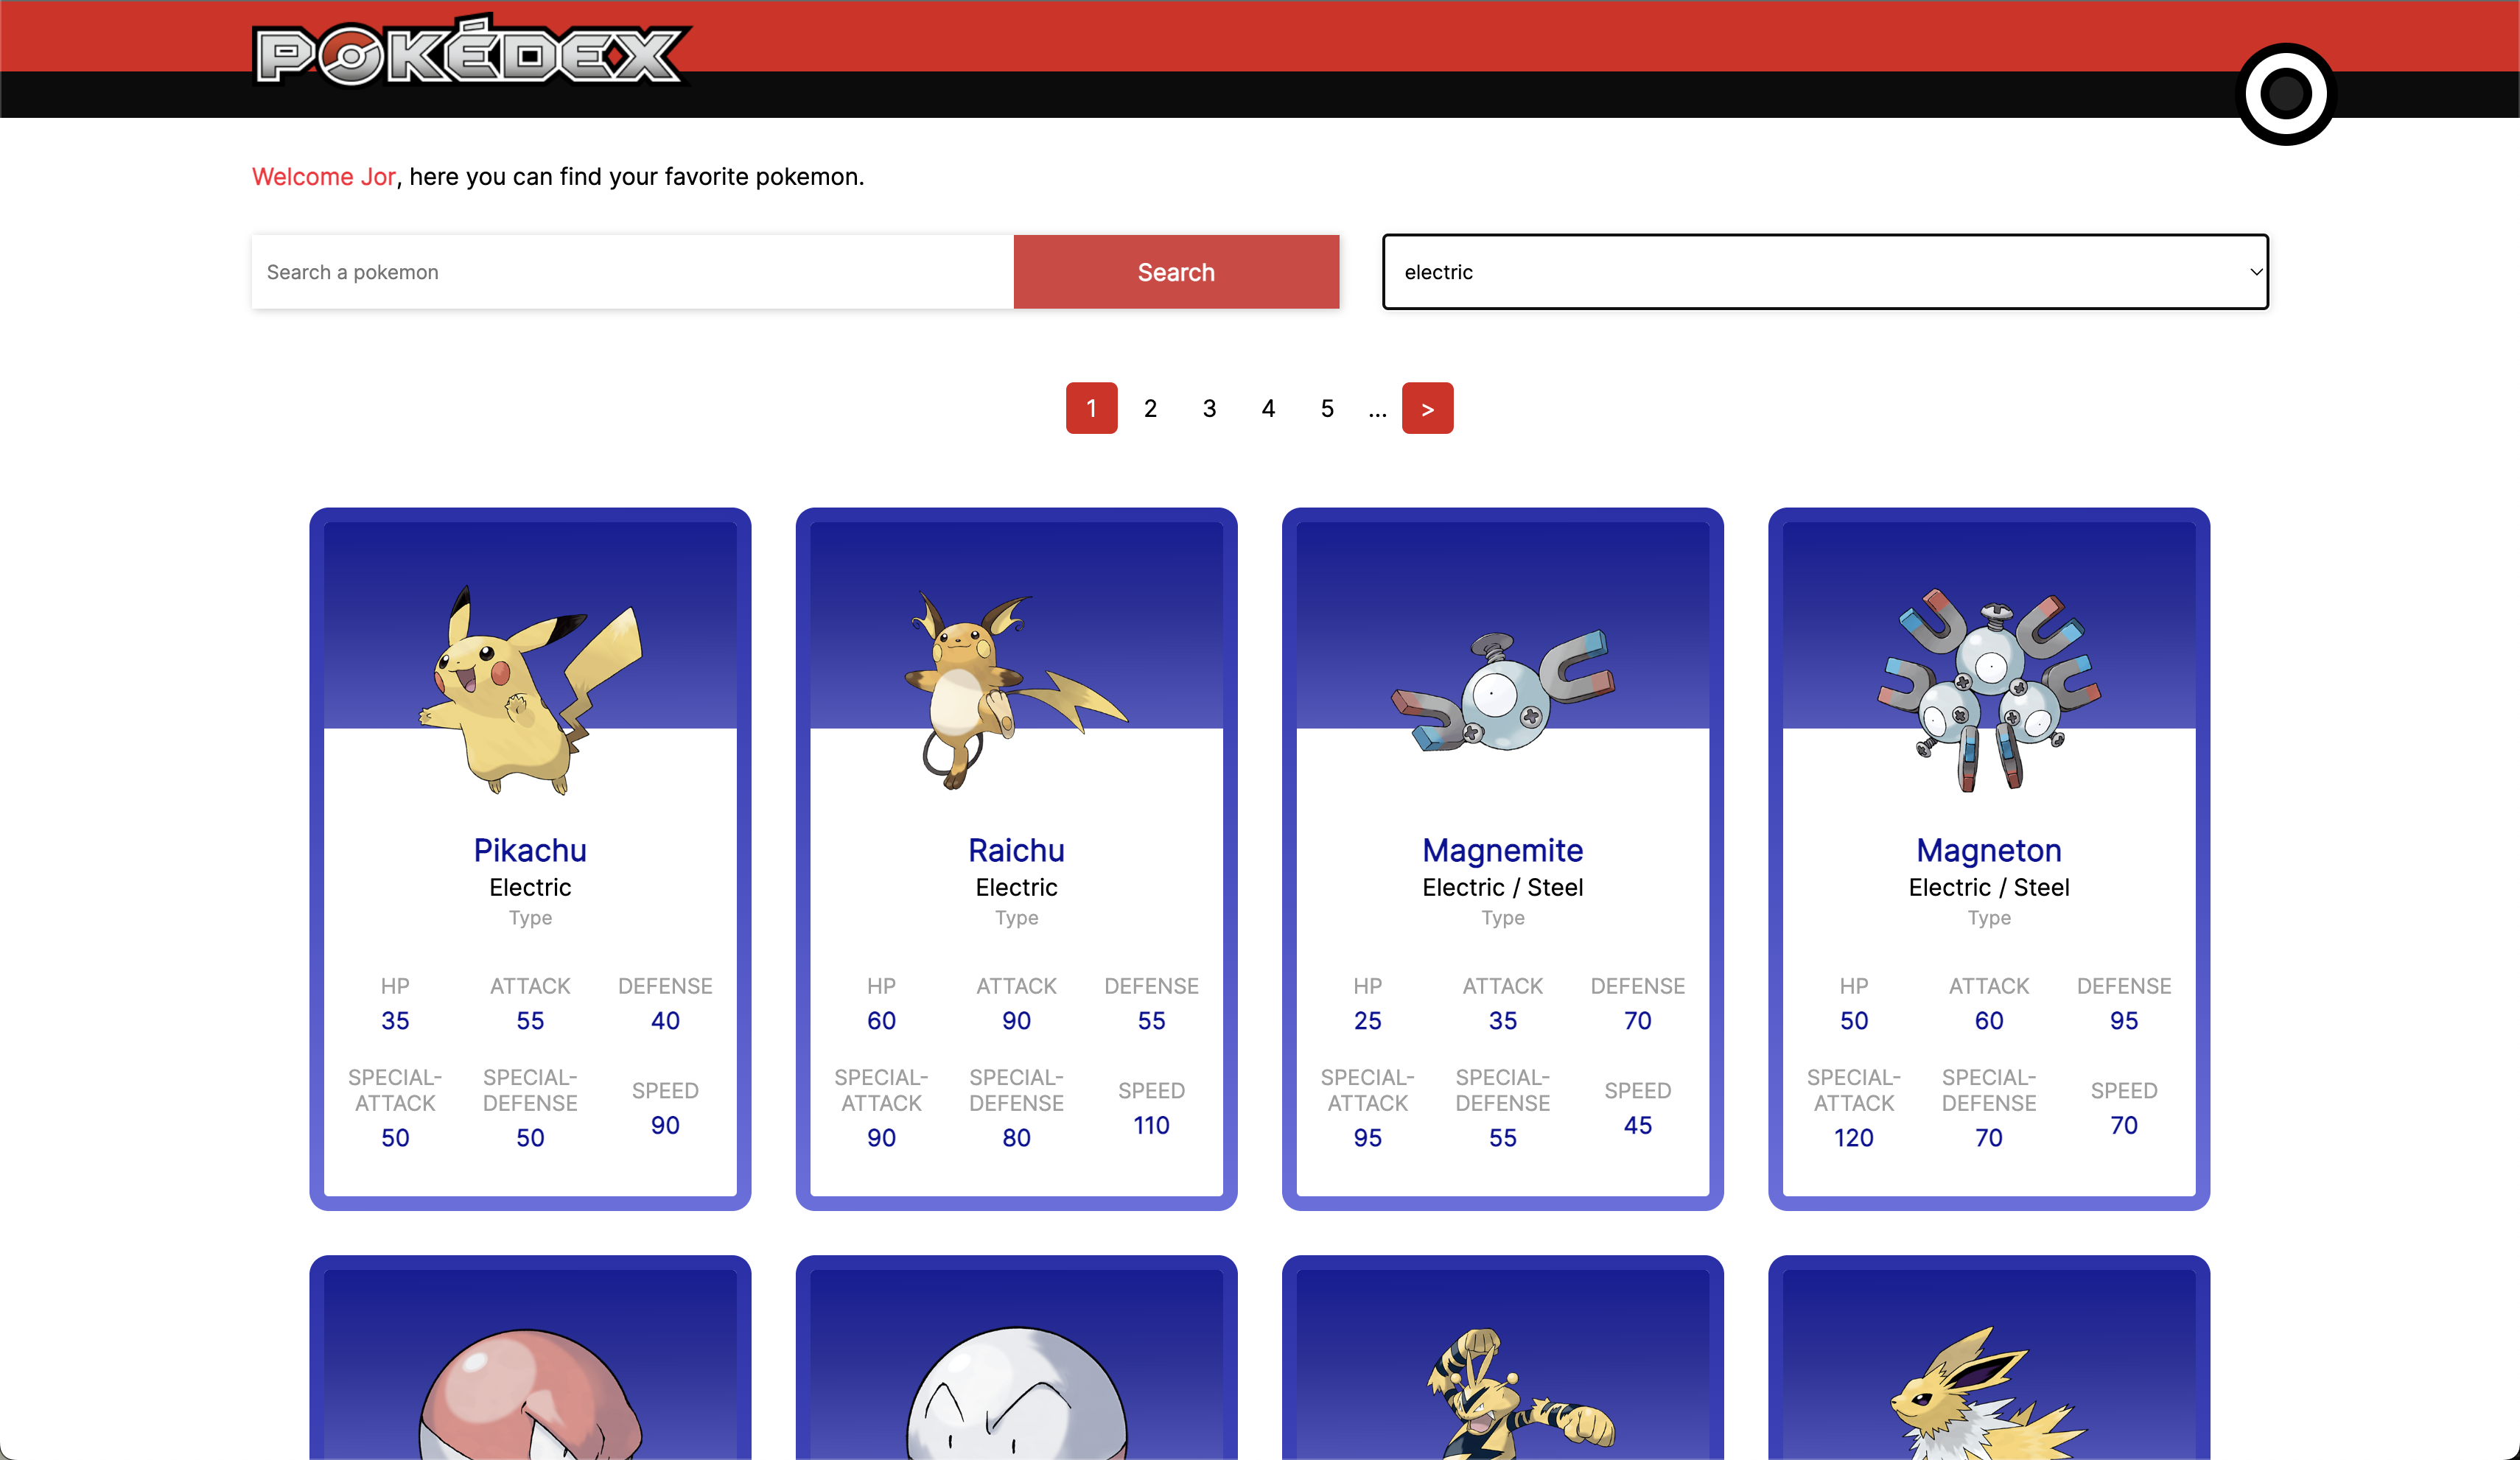 POKÉDEX
Welcome Jor, here you can find your favorite pokemon.
Search a pokemon
Search
electric
1 2 3 4 5 ... >
Pikachu
Electric
Type
HP ATTACK DEFENSE
35 55 40
SPECIAL-ATTACK SPECIAL-DEFENSE SPEED
50 50 90
Raichu
Electric
Type
HP ATTACK DEFENSE
60 90 55
SPECIAL-ATTACK SPECIAL-DEFENSE SPEED
90 80 110
Magnemite
Electric / Steel
Type
HP ATTACK DEFENSE
25 35 70
SPECIAL-ATTACK SPECIAL-DEFENSE SPEED
95 55 45
Magneton
Electric / Steel
Type
HP ATTACK DEFENSE
50 60 95
SPECIAL-ATTACK SPECIAL-DEFENSE SPEED
120 70 70